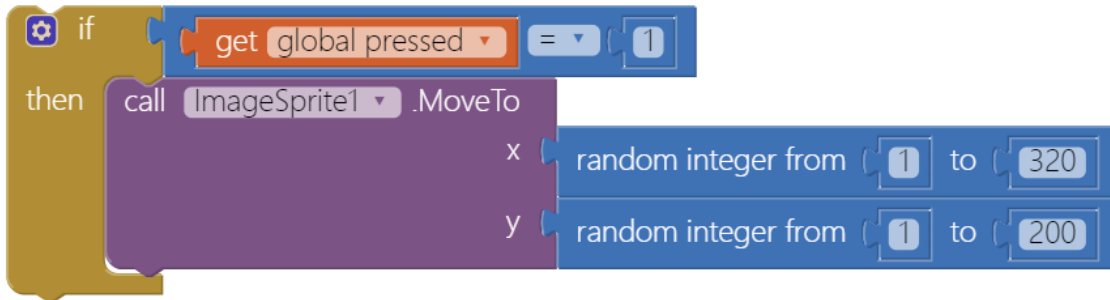 if get global pressed = 1
then call ImageSprite1 .MoveTo
x random integer from 1 to 320
y random integer from 1 to 200